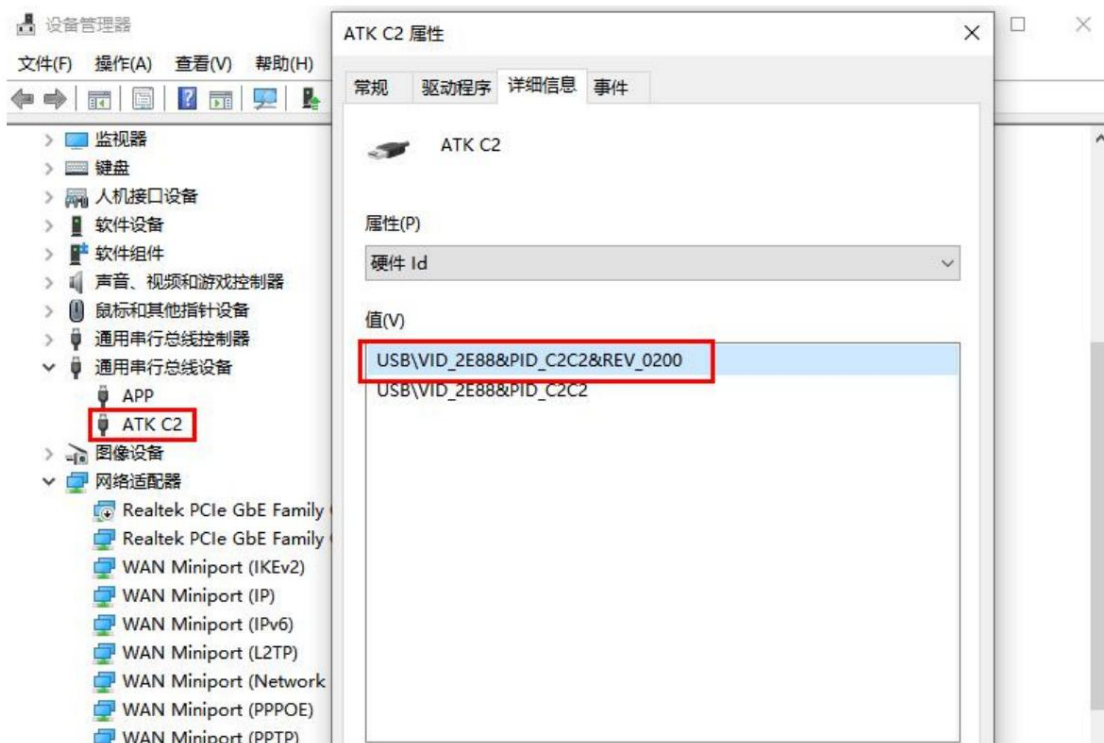 设备管理器
文件(F) 操作(A) 查看(V) 帮助(H)
监视器
键盘
人机接口设备
软件设备
软件组件
声音、视频和游戏控制器
鼠标和其他指针设备
通用串行总线控制器
通用串行总线设备
APP
ATK C2
图像设备
网络适配器
Realtek PCIe GbE Family
Realtek PCIe GbE Family
WAN Miniport (IKEv2)
WAN Miniport (IP)
WAN Miniport (IPv6)
WAN Miniport (L2TP)
WAN Miniport (Network
WAN Miniport (PPPOE)
WAN Miniport (PPTP)
ATK C2 属性
常规 驱动程序 详细信息 事件
ATK C2
属性(P)
硬件 Id
值(V)
USB\VID_2E88&PID_C2C2&REV_0200
USB\VID_2E88&PID_C2C2